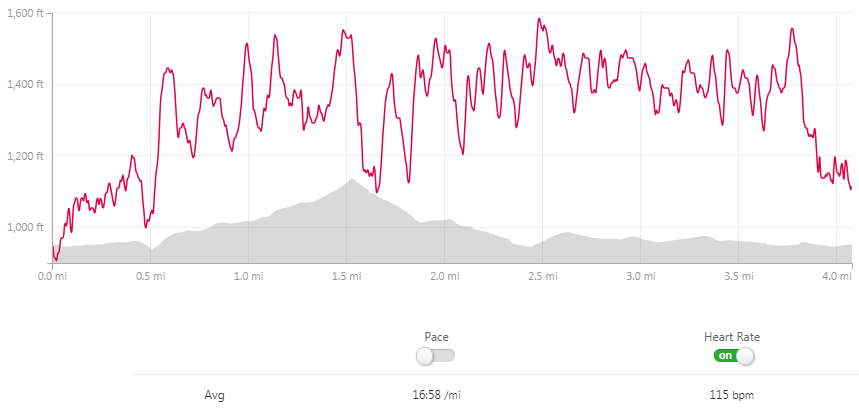 1,600 ft
1,400 ft
1,200 ft
1,000 ft
0.0 mi 0.5 mi 1.0 mi 1.5 mi 2.0 mi 2.5 mi 3.0 mi 3.5 mi 4.0 mi
Pace Heart Rate
on
Avg 16:58 /mi 115 bpm